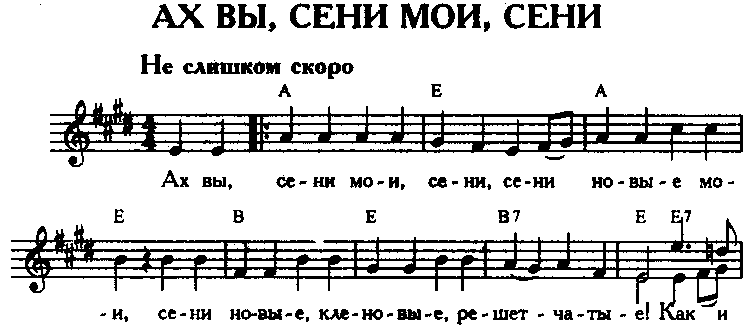 АХ ВЫ, СЕНИ МОИ, СЕНИ
Не слишком скоро
A E A
Ах вы, се-ни мо-и, се-ни, се-ни но-вы-е мо-
E B E B7 E E7
-и, се-ни но-вы-е, кле-но-вы-е, ре-шет-ча-ты-е! Как и